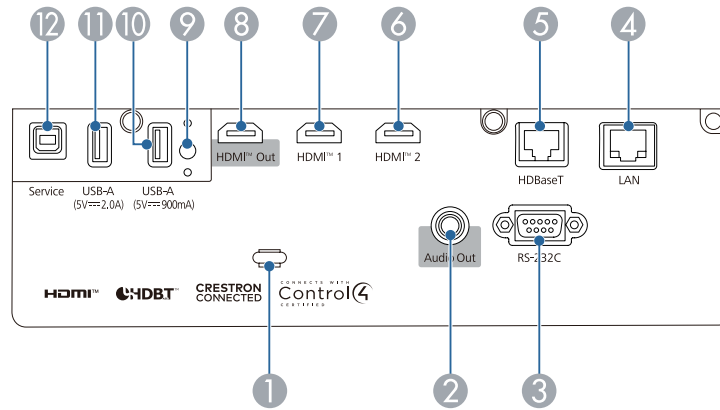 12 11 10 9 8 7 6 5 4
HDMI™ Out HDMI™ 1 HDMI™ 2
HDBaseT LAN
Service USB-A USB-A
(5V⎓2.0A) (5V⎓900mA)
Audio Out RS-232C
HDMI™ HDBT™ CRESTRON CONNECTS WITH
CONNECTED Control4
CERTIFIED
1 2 3